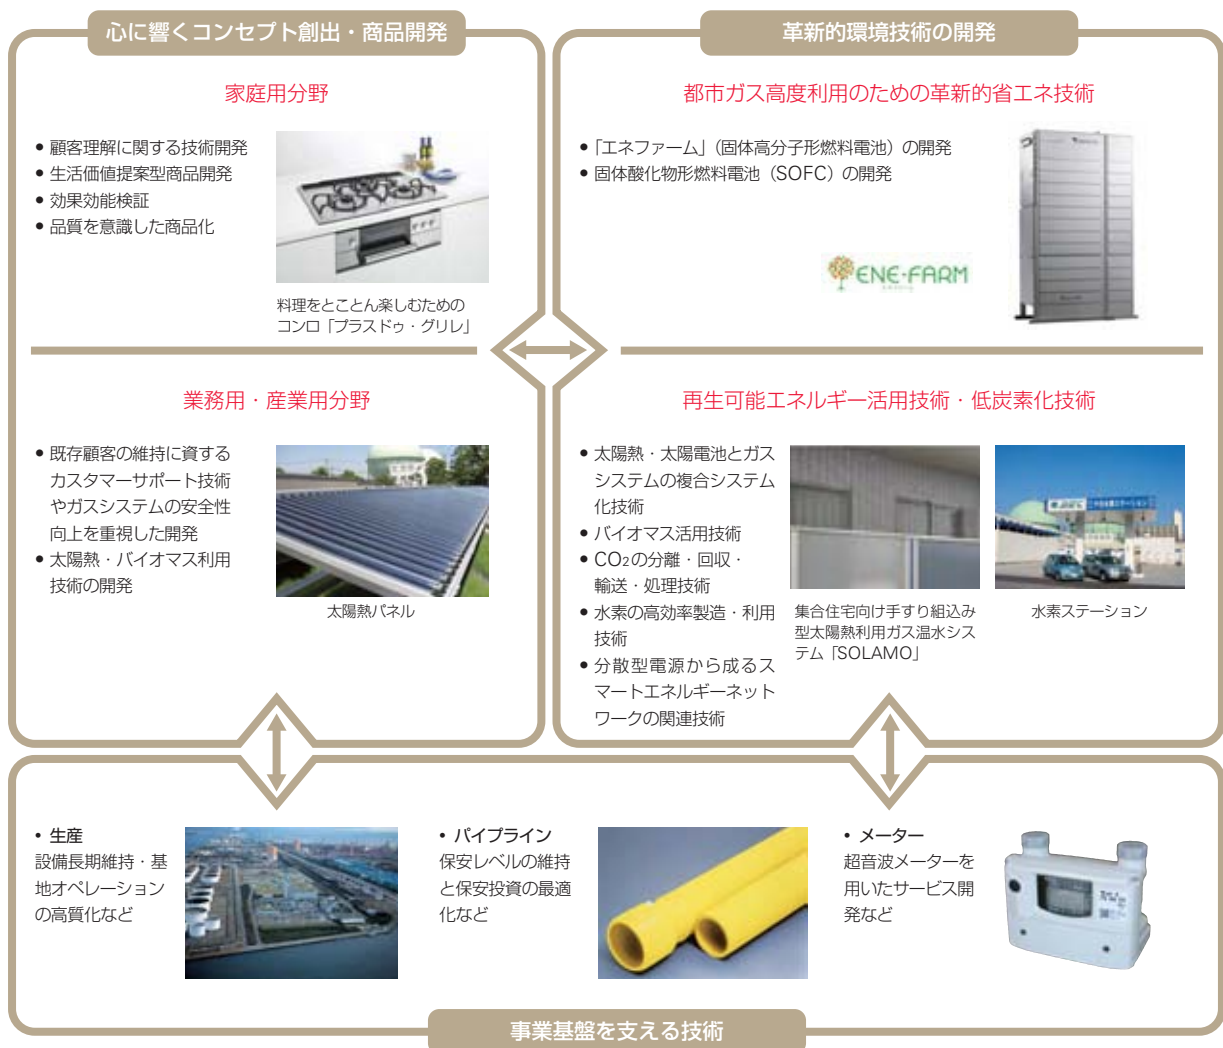 心に響くコンセプト創出・商品開発
家庭用分野
• 顧客理解に関する技術開発
• 生活価値提案型商品開発
• 効果効能検証
• 品質を意識した商品化
料理をとことん楽しむための
コンロ「プラスドゥ・グリレ」
業務用・産業用分野
• 既存顧客の維持に資する
カスタマーサポート技術
やガスシステムの安全性
向上を重視した開発
• 太陽熱・バイオマス利用
技術の開発
太陽熱パネル
革新的環境技術の開発
都市ガス高度利用のための革新的省エネ技術
• 「エネファーム」（固体高分子形燃料電池）の開発
• 固体酸化物形燃料電池（SOFC）の開発
ENE・FARM
再生可能エネルギー活用技術・低炭素化技術
• 太陽熱・太陽電池とガス
システムの複合システム
化技術
• バイオマス活用技術
• CO2の分離・回収・
輸送・処理技術
• 水素の高効率製造・利用
技術
• 分散型電源から成るス
マートエネルギーネット
ワークの関連技術
集合住宅向け手すり組込み
型太陽熱利用ガス温水シス
テム「SOLAMO」
水素ステーション
• 生産
設備長期維持・基
地オペレーション
の高質化など
• パイプライン
保安レベルの維持
と保安投資の最適
化など
• メーター
超音波メーターを
用いたサービス開
発など
事業基盤を支える技術